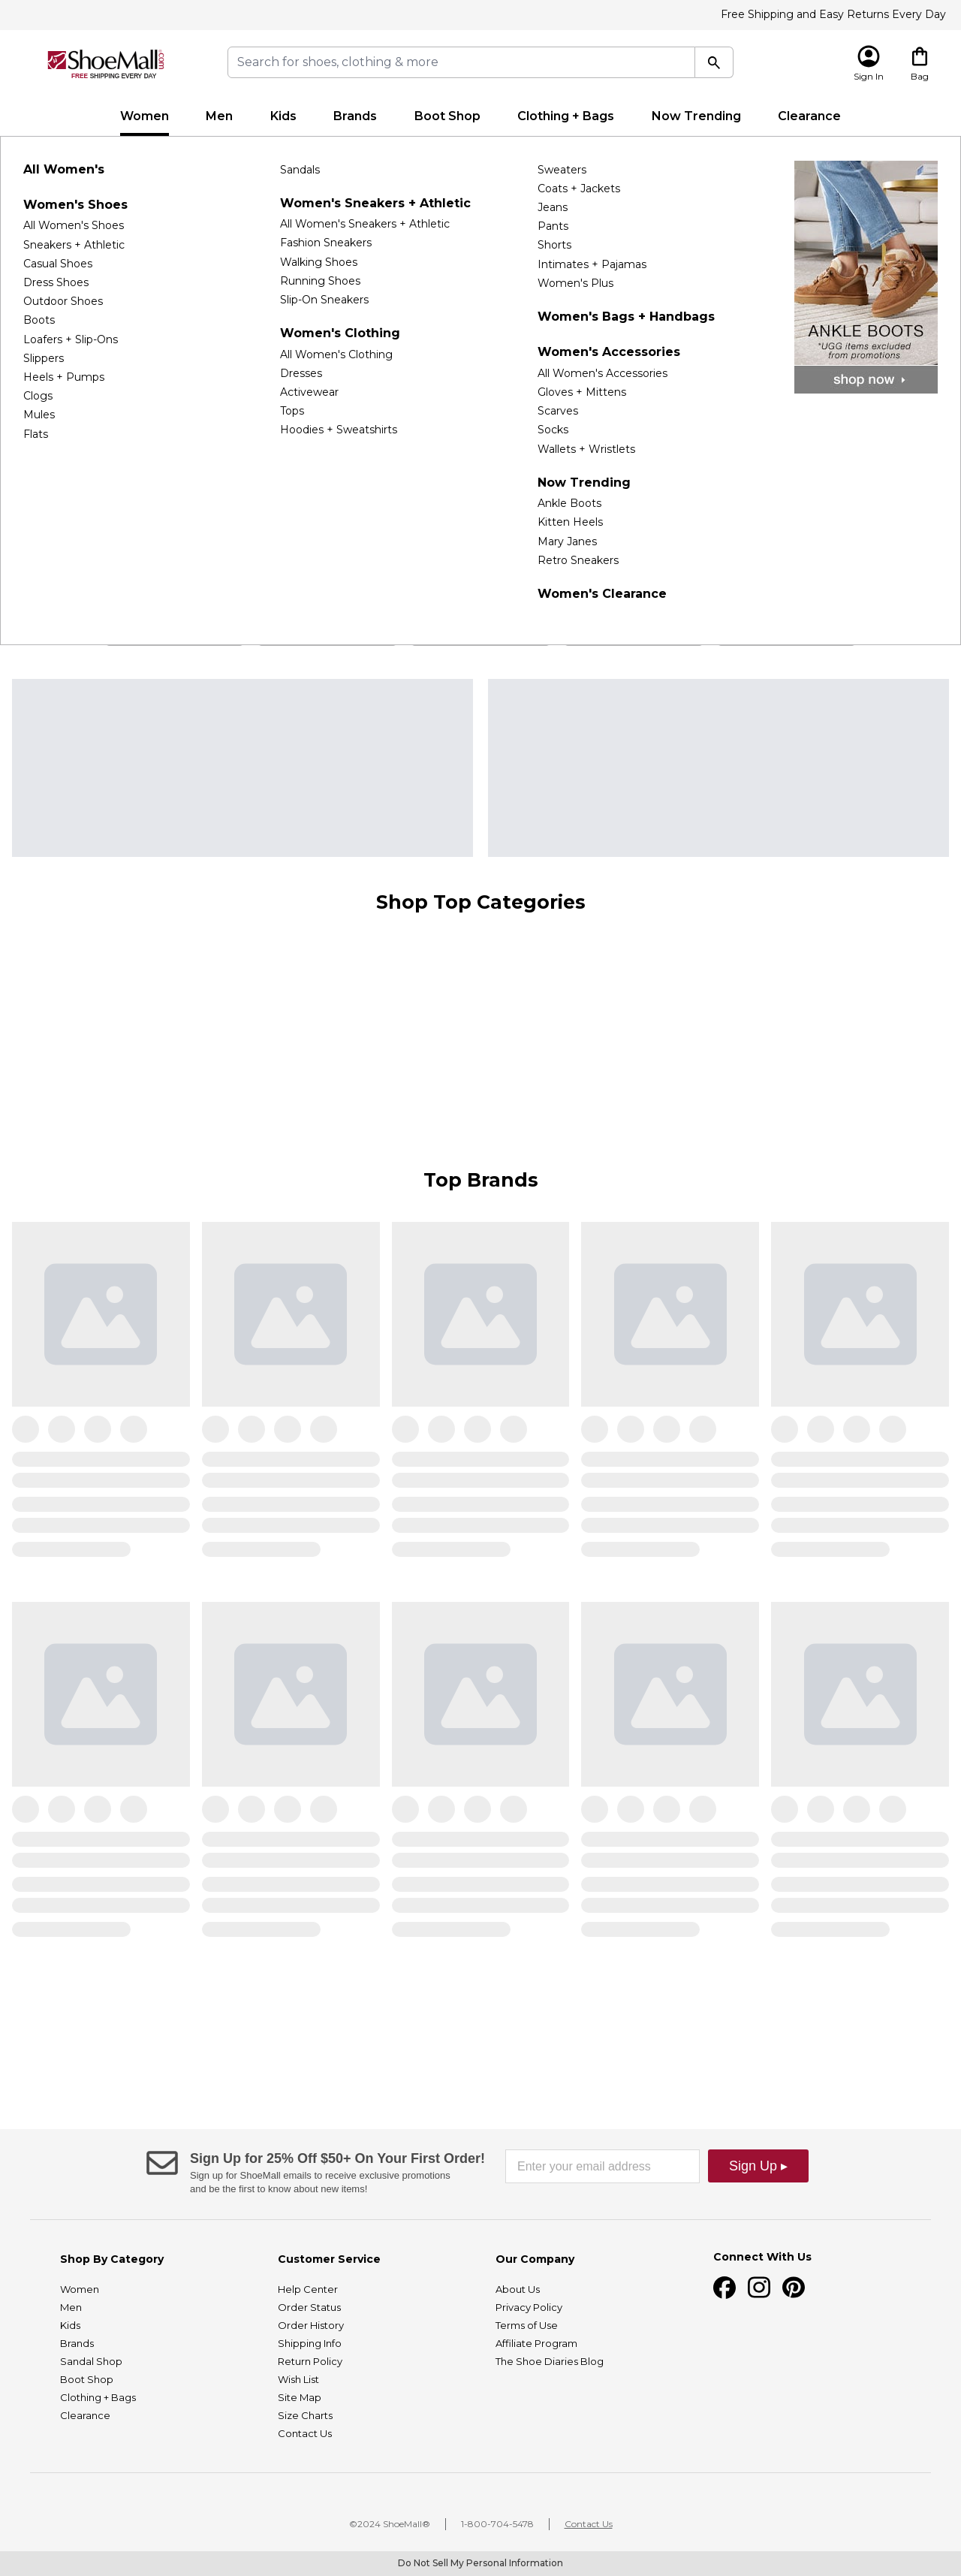 Free Shipping and Easy Returns Every Day
ShoeMall.com
FREE SHIPPING EVERY DAY
Search for shoes, clothing & more
Sign In
Bag
Women
Men
Kids
Brands
Boot Shop
Clothing + Bags
Now Trending
Clearance
All Women's
Women's Shoes
All Women's Shoes
Sneakers + Athletic
Casual Shoes
Dress Shoes
Outdoor Shoes
Boots
Loafers + Slip-Ons
Slippers
Heels + Pumps
Clogs
Mules
Flats
Sandals
Women's Sneakers + Athletic
All Women's Sneakers + Athletic
Fashion Sneakers
Walking Shoes
Running Shoes
Slip-On Sneakers
Women's Clothing
All Women's Clothing
Dresses
Activewear
Tops
Hoodies + Sweatshirts
Sweaters
Coats + Jackets
Jeans
Pants
Shorts
Intimates + Pajamas
Women's Plus
Women's Bags + Handbags
Women's Accessories
All Women's Accessories
Gloves + Mittens
Scarves
Socks
Wallets + Wristlets
Now Trending
Ankle Boots
Kitten Heels
Mary Janes
Retro Sneakers
Women's Clearance
ANKLE BOOTS
*UGG items excluded
from promotions
shop now
Shop Top Categories
Top Brands
Sign Up for 25% Off $50+ On Your First Order!
Sign up for ShoeMall emails to receive exclusive promotions
and be the first to know about new items!
Enter your email address
Sign Up ▸
Shop By Category
Women
Men
Kids
Brands
Sandal Shop
Boot Shop
Clothing + Bags
Clearance
Customer Service
Help Center
Order Status
Order History
Shipping Info
Return Policy
Wish List
Site Map
Size Charts
Contact Us
Our Company
About Us
Privacy Policy
Terms of Use
Affiliate Program
The Shoe Diaries Blog
Connect With Us
©2024 ShoeMall®
1-800-704-5478
Contact Us
Do Not Sell My Personal Information